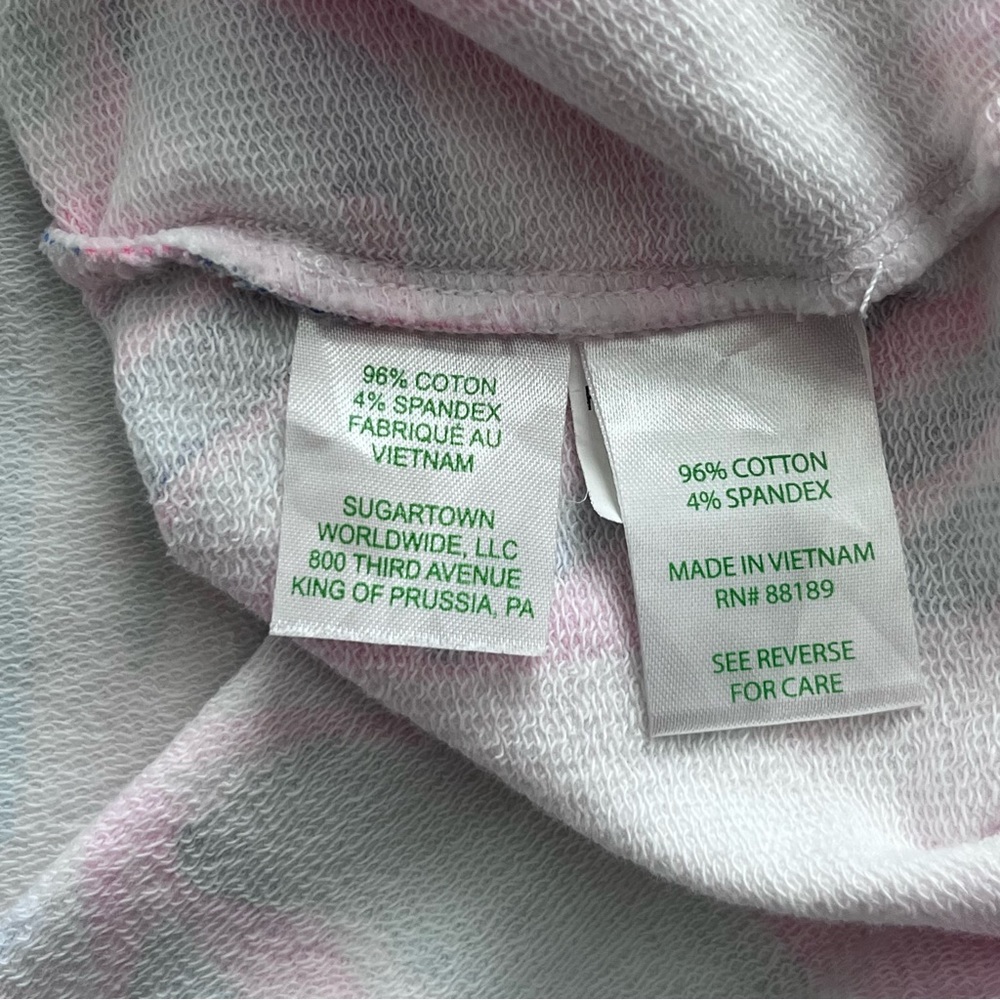 96% COTON
4% SPANDEX
FABRIQUÉ AU
VIETNAM
SUGARTOWN
WORLDWIDE, LLC
800 THIRD AVENUE
KING OF PRUSSIA, PA
96% COTTON
4% SPANDEX
MADE IN VIETNAM
RN# 88189
SEE REVERSE
FOR CARE